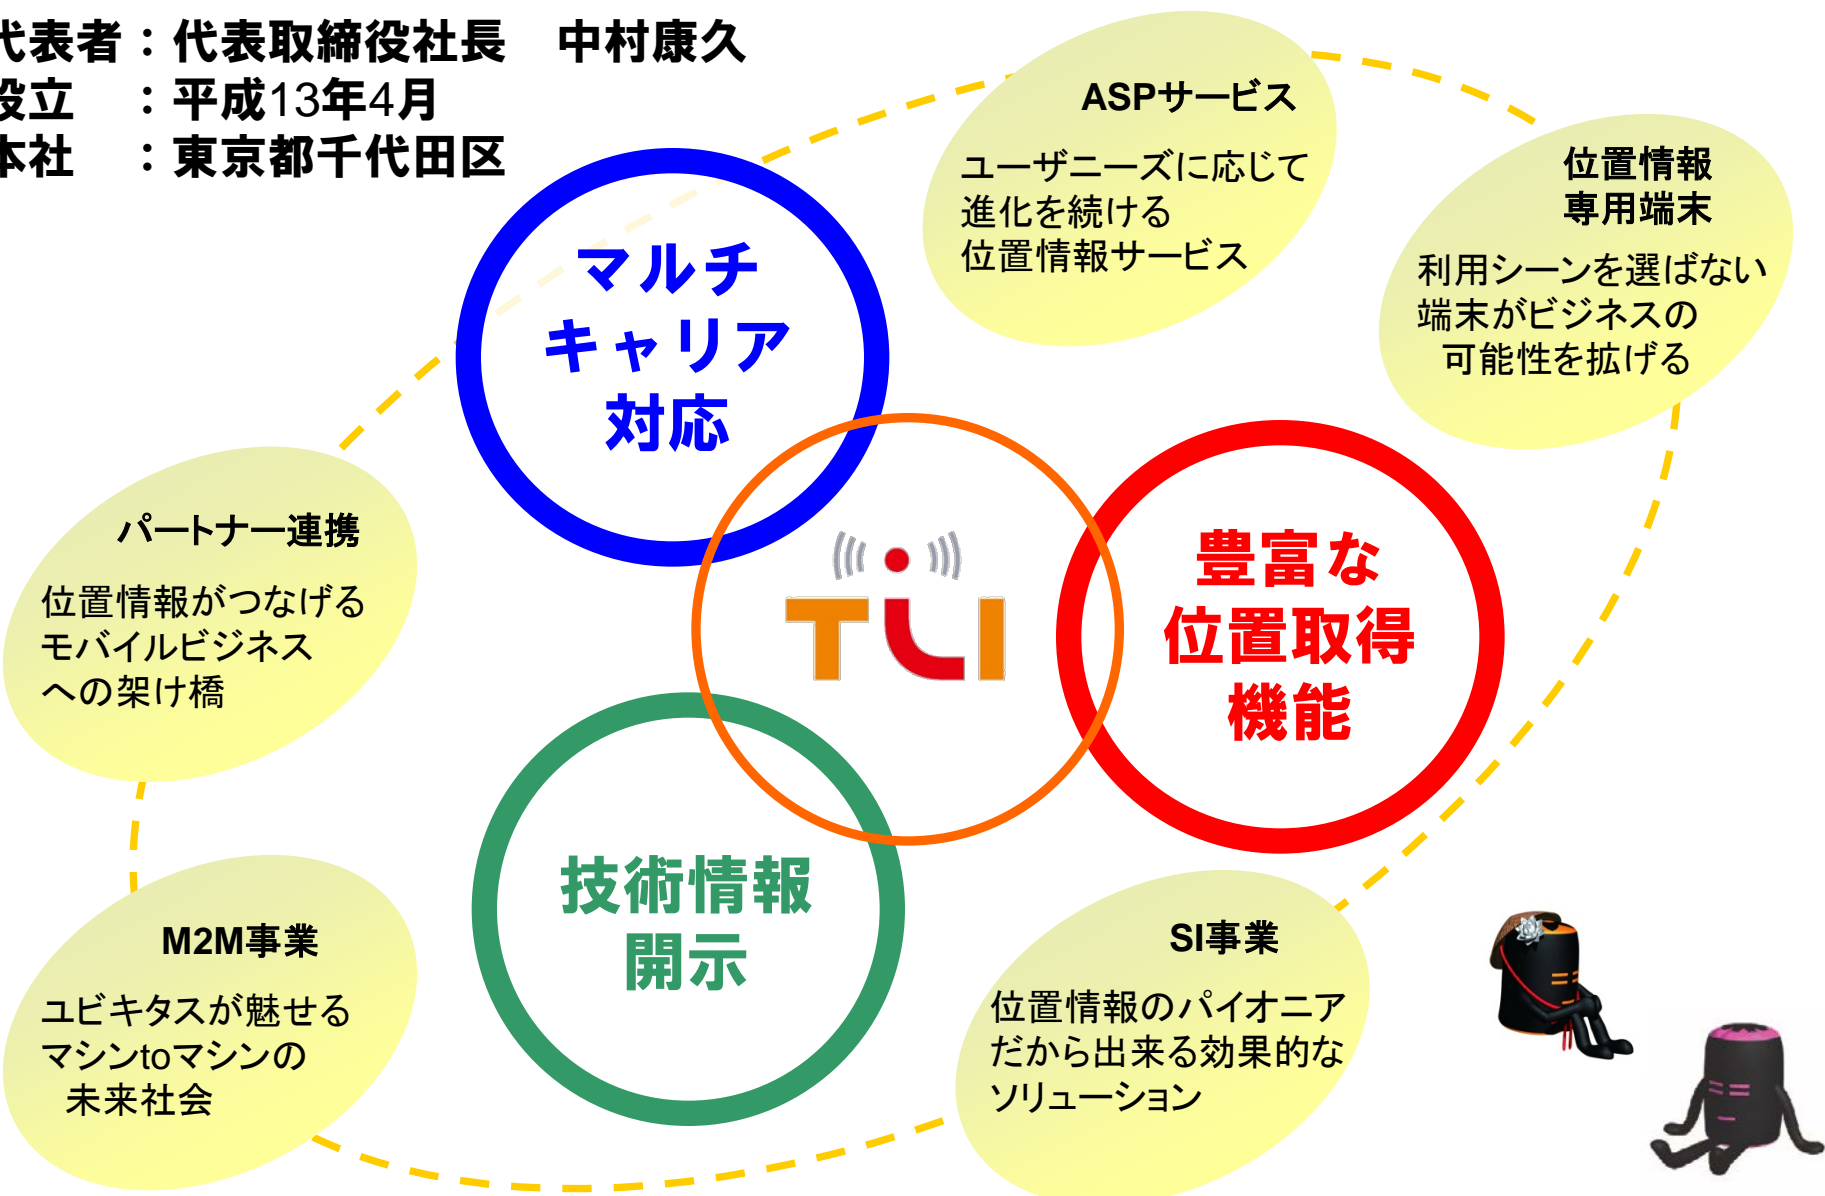 代表者：代表取締役社長　中村康久
設立　：平成13年4月
本社　：東京都千代田区
ASPサービス
ユーザニーズに応じて
進化を続ける
位置情報サービス
位置情報
専用端末
利用シーンを選ばない
端末がビジネスの
可能性を拡げる
マルチ
キャリア
対応
パートナー連携
位置情報がつなげる
モバイルビジネス
への架け橋
TLI
豊富な
位置取得
機能
技術情報
開示
M2M事業
ユビキタスが魅せる
マシンtoマシンの
未来社会
SI事業
位置情報のパイオニア
だから出来る効果的な
ソリューション